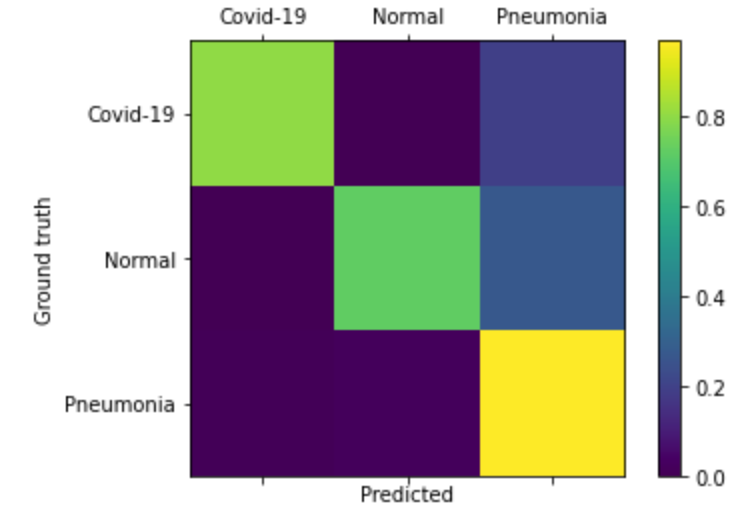 Covid-19 Normal Pneumonia
Covid-19
Normal
Pneumonia
Ground truth
Predicted
0.8
0.6
0.4
0.2
0.0